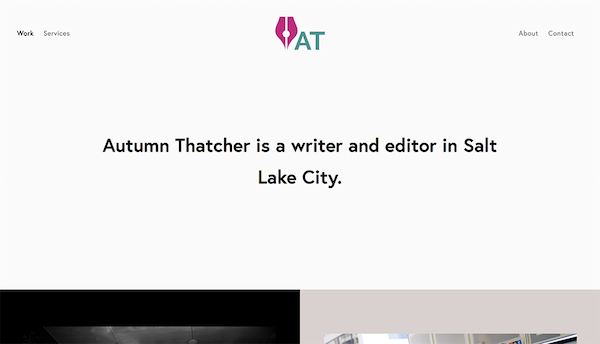 Work Services
AT
About Contact
Autumn Thatcher is a writer and editor in Salt
Lake City.